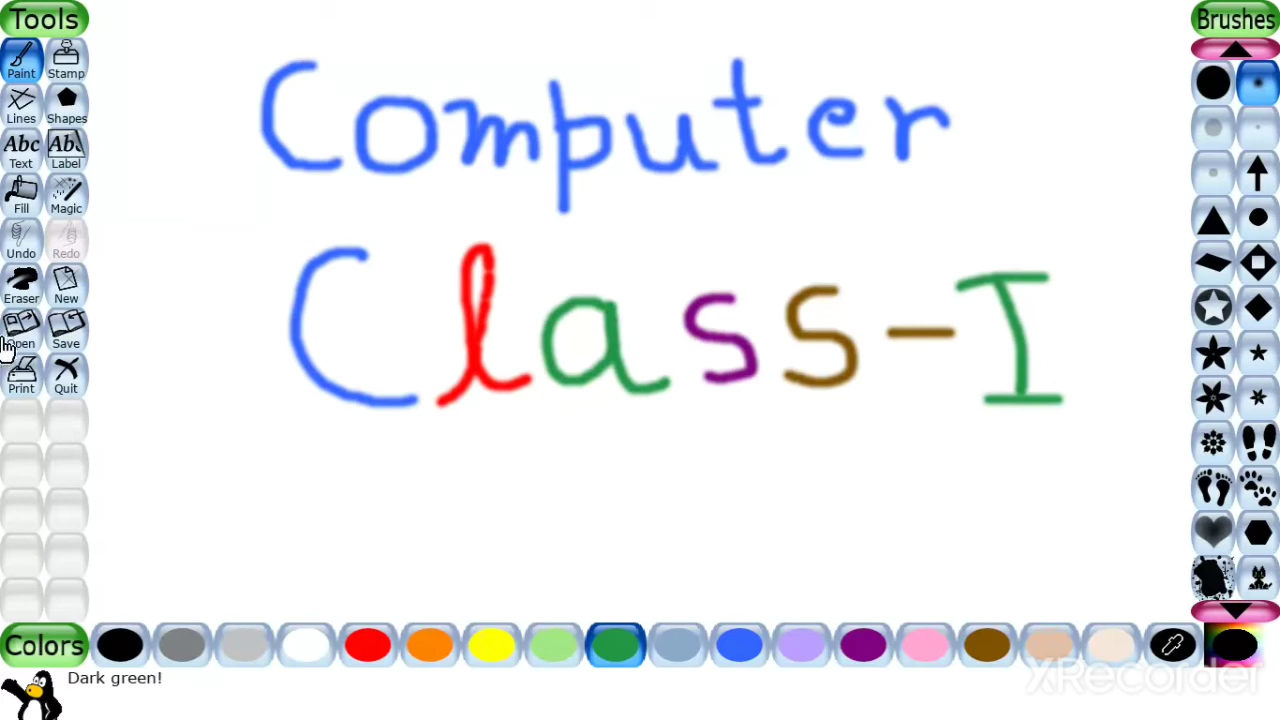 Tools
Brushes
Computer
Class-I
Paint
Stamp
Lines
Shapes
Abc
Abc
Text
Label
Fill
Magic
Undo
Redo
Eraser
New
Open
Save
Print
Quit
Colors
Dark green!
XRecorder